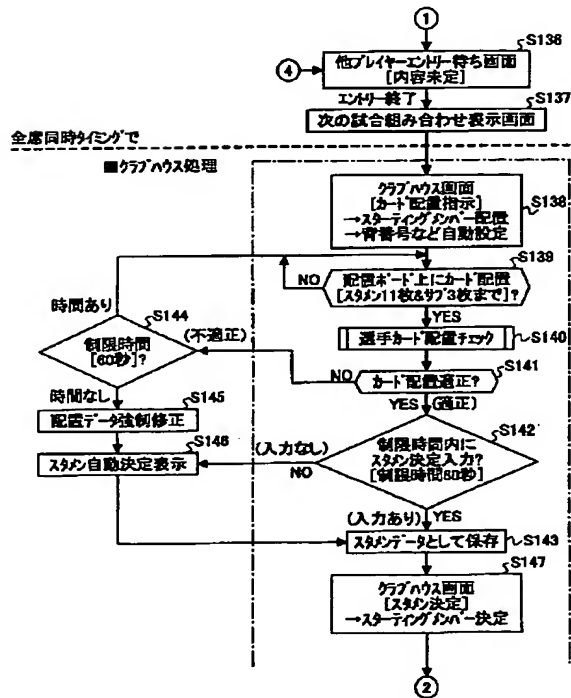 ①
S136
他プレイヤーエントリー待ち画面
[内容未定]
④
エントリー終了
S137
次の試合組み合わせ表示画面
全席同時タイミングで
■クラブハウス処理
クラブハウス画面
[カード配置指示]
→スターティングメンバー配置
→背番号など自動設定
S138
S139
配置ボード上にカード配置
[スタメン11枚&サブ3枚まで]?
NO
YES
時間あり
S144
制限時間
[60秒]?
(不適正)
選手カード配置チェック
S140
S141
NO
カード配置適正?
時間なし
S145
YES
(適正)
配置データ強制修正
S146
スタメン自動決定表示
(入力なし)
NO
S142
制限時間内に
スタメン決定入力?
[制限時間60秒]
(入力あり)
YES
スタメンデータとして保存
S143
S147
クラブハウス画面
[スタメン決定]
→スターティングメンバー決定
②